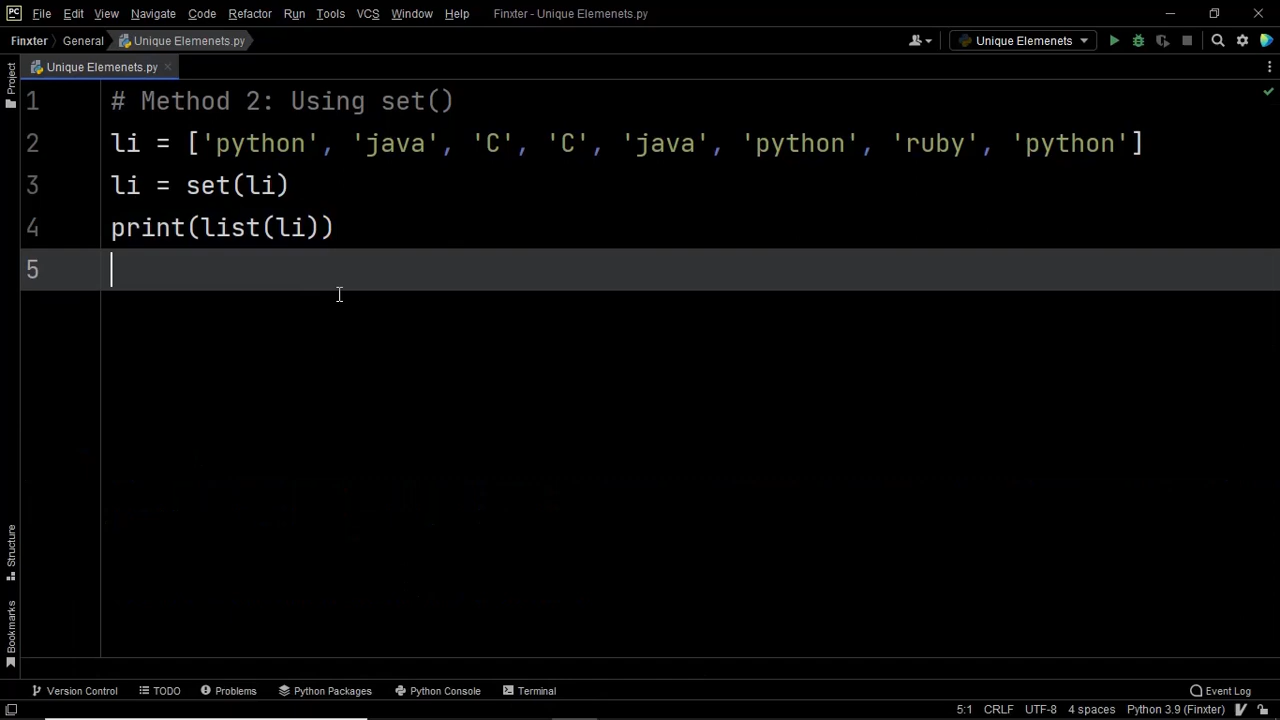 PC File Edit View Navigate Code Refactor Run Tools VCS Window Help Finxter - Unique Elemenets.py
Finxter General Unique Elemenets.py Unique Elemenets
Unique Elemenets.py
Project
1 # Method 2: Using set()
2 li = ['python', 'java', 'C', 'C', 'java', 'python', 'ruby', 'python']
3 li = set(li)
4 print(list(li))
5
Structure
Bookmarks
Version Control TODO Problems Python Packages Python Console Terminal Event Log
5:1 CRLF UTF-8 4 spaces Python 3.9 (Finxter)